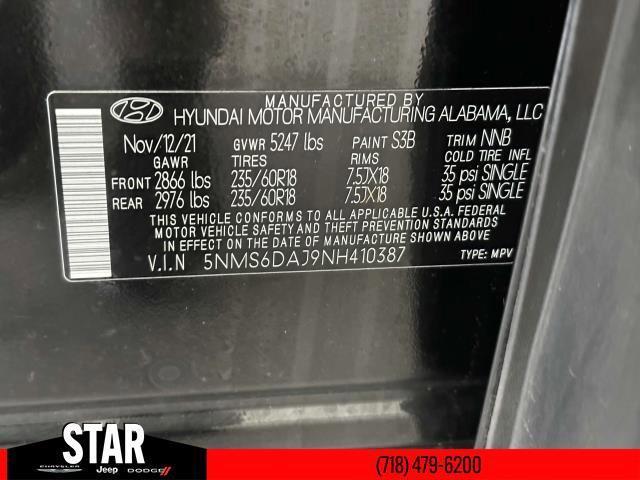 MANUFACTURED BY
HYUNDAI MOTOR MANUFACTURING ALABAMA, LLC
Nov/12/21 GVWR 5247 lbs PAINT S3B TRIM NNB
GAWR TIRES RIMS COLD TIRE INFL
FRONT 2866 lbs 235/60R18 7.5JX18 35 psi SINGLE
REAR 2976 lbs 235/60R18 7.5JX18 35 psi SINGLE
THIS VEHICLE CONFORMS TO ALL APPLICABLE U.S.A. FEDERAL
MOTOR VEHICLE SAFETY AND THEFT PREVENTION STANDARDS
IN EFFECT ON THE DATE OF MANUFACTURE SHOWN ABOVE.
V.I.N 5NMS6DAJ9NH410387 TYPE: MPV
STAR
CHRYSLER Jeep DODGE
(718) 479-6200